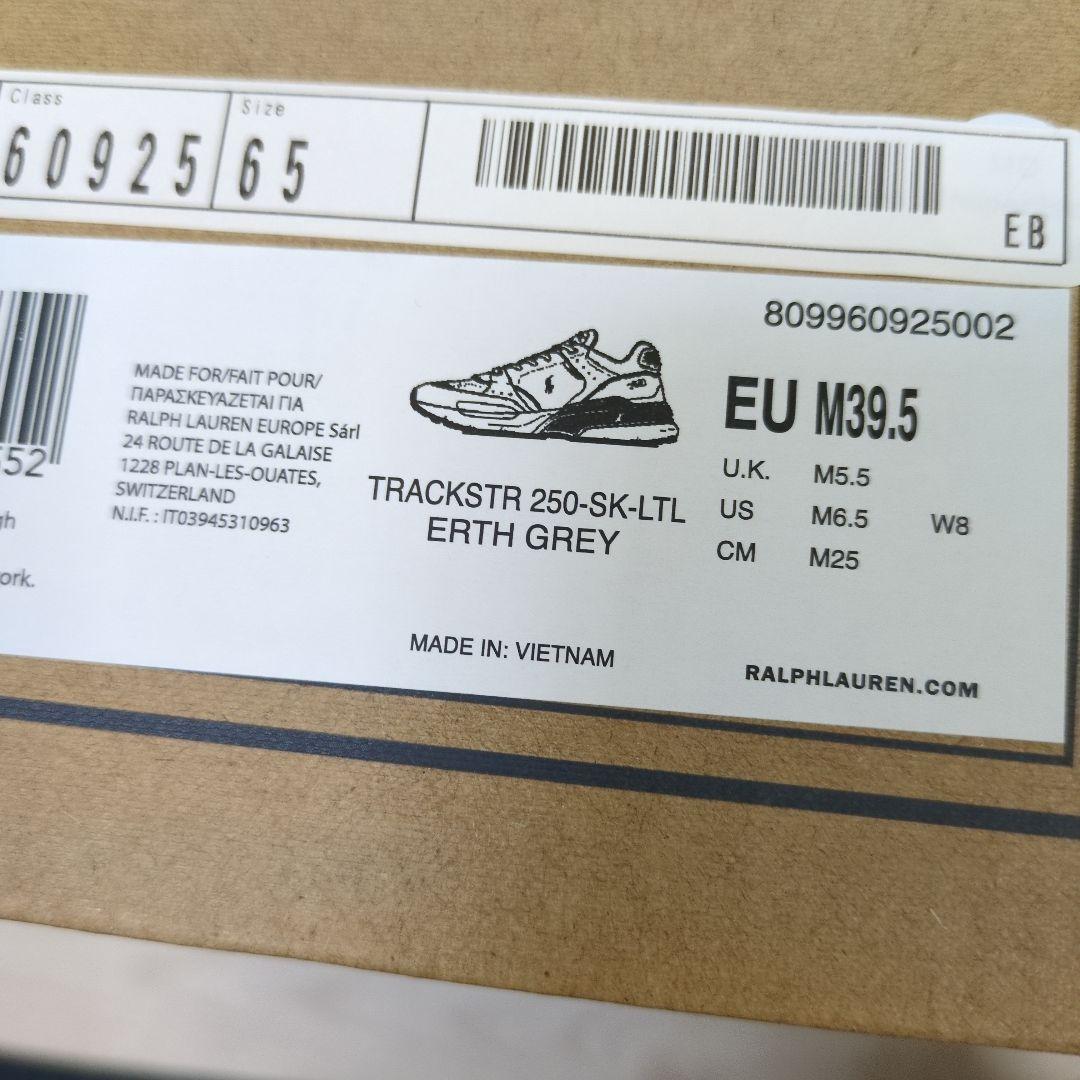 Class
60925
Size
65
EB
809960925002
MADE FOR/FAIT POUR/
ΠΑΡΑΣΚΕΥΑΖΕΤΑΙ ΓΙΑ
RALPH LAUREN EUROPE Sárl
24 ROUTE DE LA GALAISE
1228 PLAN-LES-OUATES,
SWITZERLAND
N.I.F. : IT03945310963
TRACKSTR 250-SK-LTL
ERTH GREY
EU M39.5
U.K. M5.5
US M6.5 W8
CM M25
MADE IN: VIETNAM
RALPHLAUREN.COM